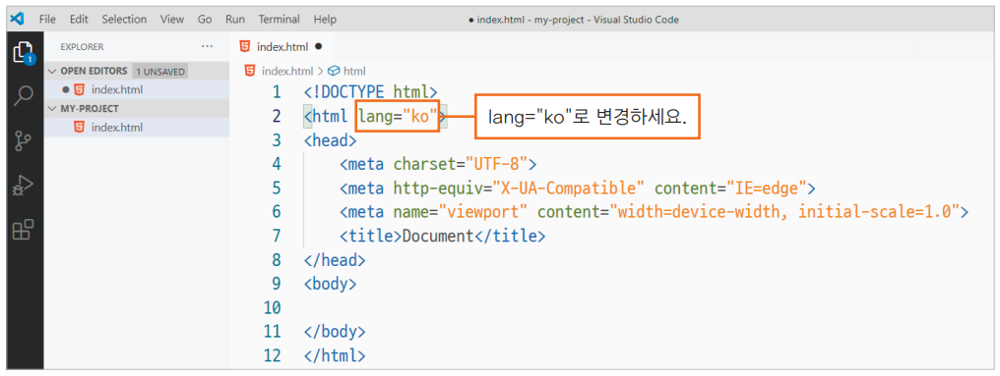 File Edit Selection View Go Run Terminal Help
● index.html - my-project - Visual Studio Code
EXPLORER ···
index.html ●
OPEN EDITORS 1 UNSAVED
● index.html
MY-PROJECT
index.html
1
index.html > html
1 <!DOCTYPE html>
2 <html lang="ko">
lang="ko"로 변경하세요.
3 <head>
4     <meta charset="UTF-8">
5     <meta http-equiv="X-UA-Compatible" content="IE=edge">
6     <meta name="viewport" content="width=device-width, initial-scale=1.0">
7     <title>Document</title>
8 </head>
9 <body>
10
11 </body>
12 </html>